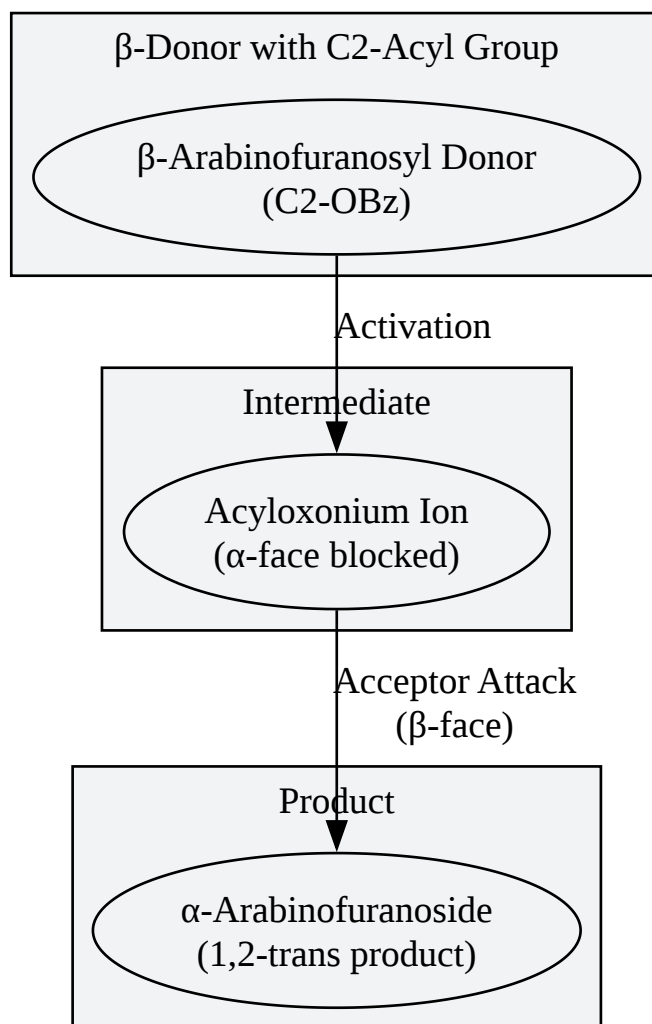 β-Donor with C2-Acyl Group
β-Arabinofuranosyl Donor
(C2-OBz)
Activation
Intermediate
Acyloxonium Ion
(α-face blocked)
Acceptor Attack
(β-face)
Product
α-Arabinofuranoside
(1,2-trans product)